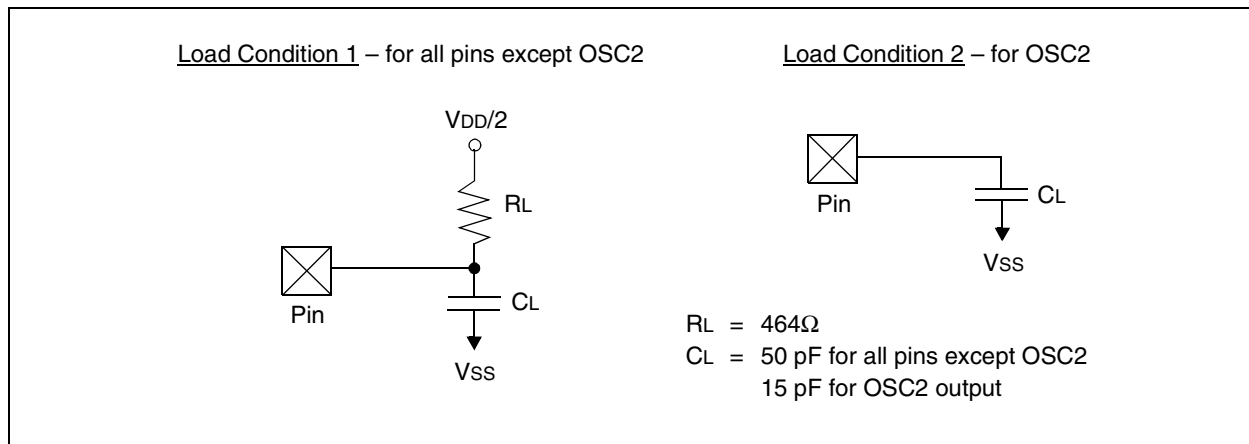 Load Condition 1 – for all pins except OSC2
VDD/2
RL
Pin
CL
VSS
Load Condition 2 – for OSC2
Pin
CL
VSS
RL = 464Ω
CL = 50 pF for all pins except OSC2
15 pF for OSC2 output